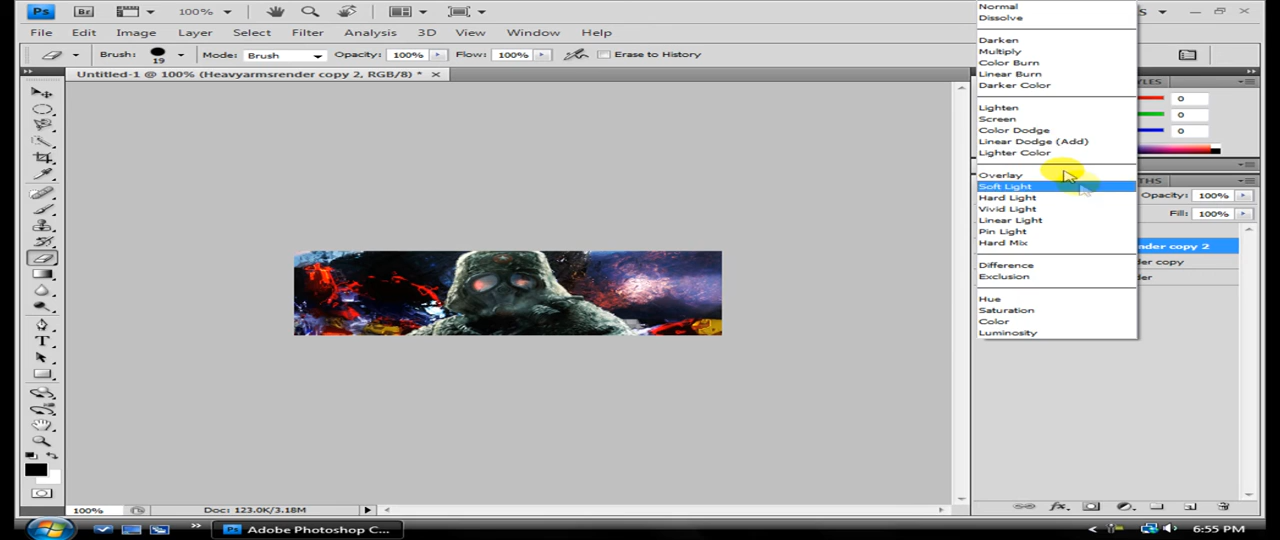 Ps Br 100% S
File Edit Image Layer Select Filter Analysis 3D View Window Help
Brush: 19 Mode: Brush Opacity: 100% Flow: 100% Erase to History
Untitled-1 @ 100% (Heavyarmsrender copy 2, RGB/8) * ×
Normal
Dissolve
Darken
Multiply
Color Burn
Linear Burn
Darker Color
Lighten
Screen
Color Dodge
Linear Dodge (Add)
Lighter Color
Overlay
Soft Light
Hard Light
Vivid Light
Linear Light
Pin Light
Hard Mix
Difference
Exclusion
Hue
Saturation
Color
Luminosity
YLES
0
0
0
THS
Opacity: 100%
Fill: 100%
nder copy 2
der copy
der
100% Doc: 123.0K/3.18M
Ps Adobe Photoshop C... 6:55 PM